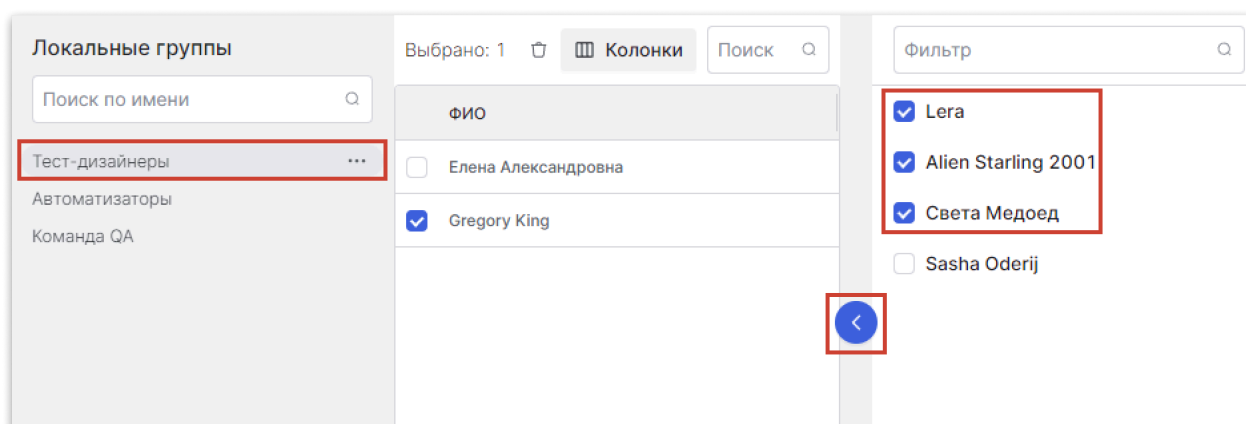 Локальные группы
Поиск по имени
Тест-дизайнеры
Автоматизаторы
Команда QA
Выбрано: 1
Колонки
Поиск
ФИО
Елена Александровна
Gregory King
Фильтр
Lera
Alien Starling 2001
Света Медоед
Sasha Oderij